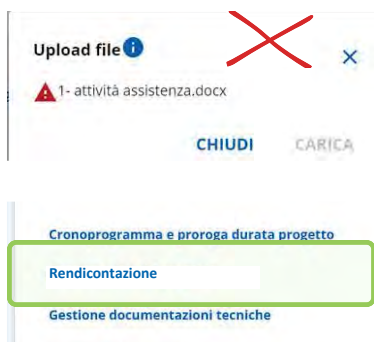 Upload file
1- attività assistenza.docx
CHIUDI CARICA
Cronoprogramma e proroga durata progetto
Rendicontazione
Gestione documentazioni tecniche